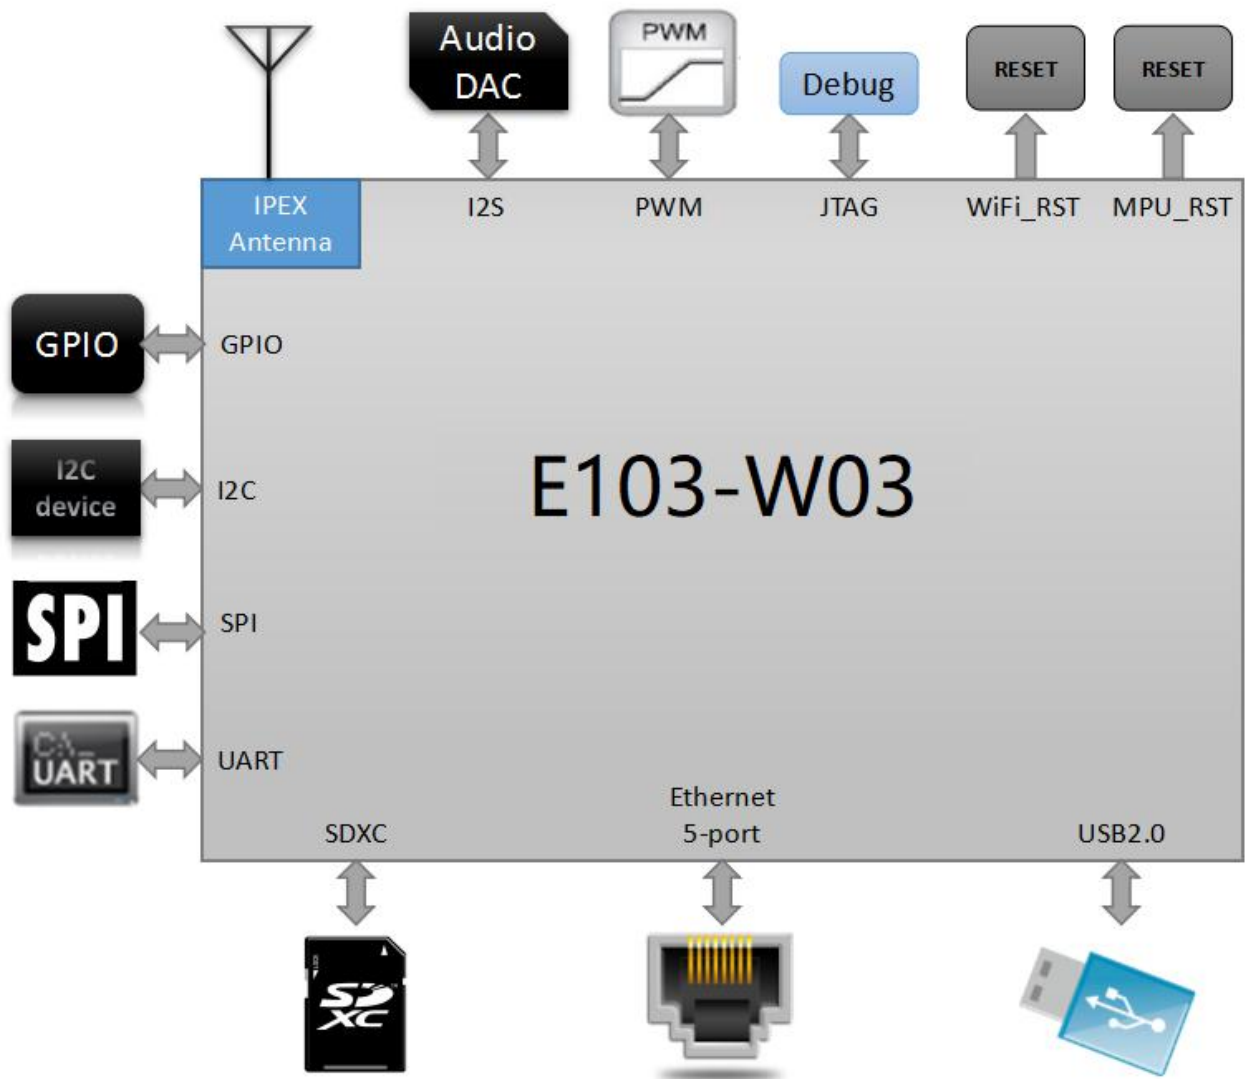 Audio
DAC
PWM
Debug
RESET
RESET
IPEX
Antenna
I2S
PWM
JTAG
WiFi_RST
MPU_RST
GPIO
GPIO
I2C
device
I2C
E103-W03
SPI
SPI
C:\_
UART
UART
SDXC
Ethernet
5-port
USB2.0
SD
XC